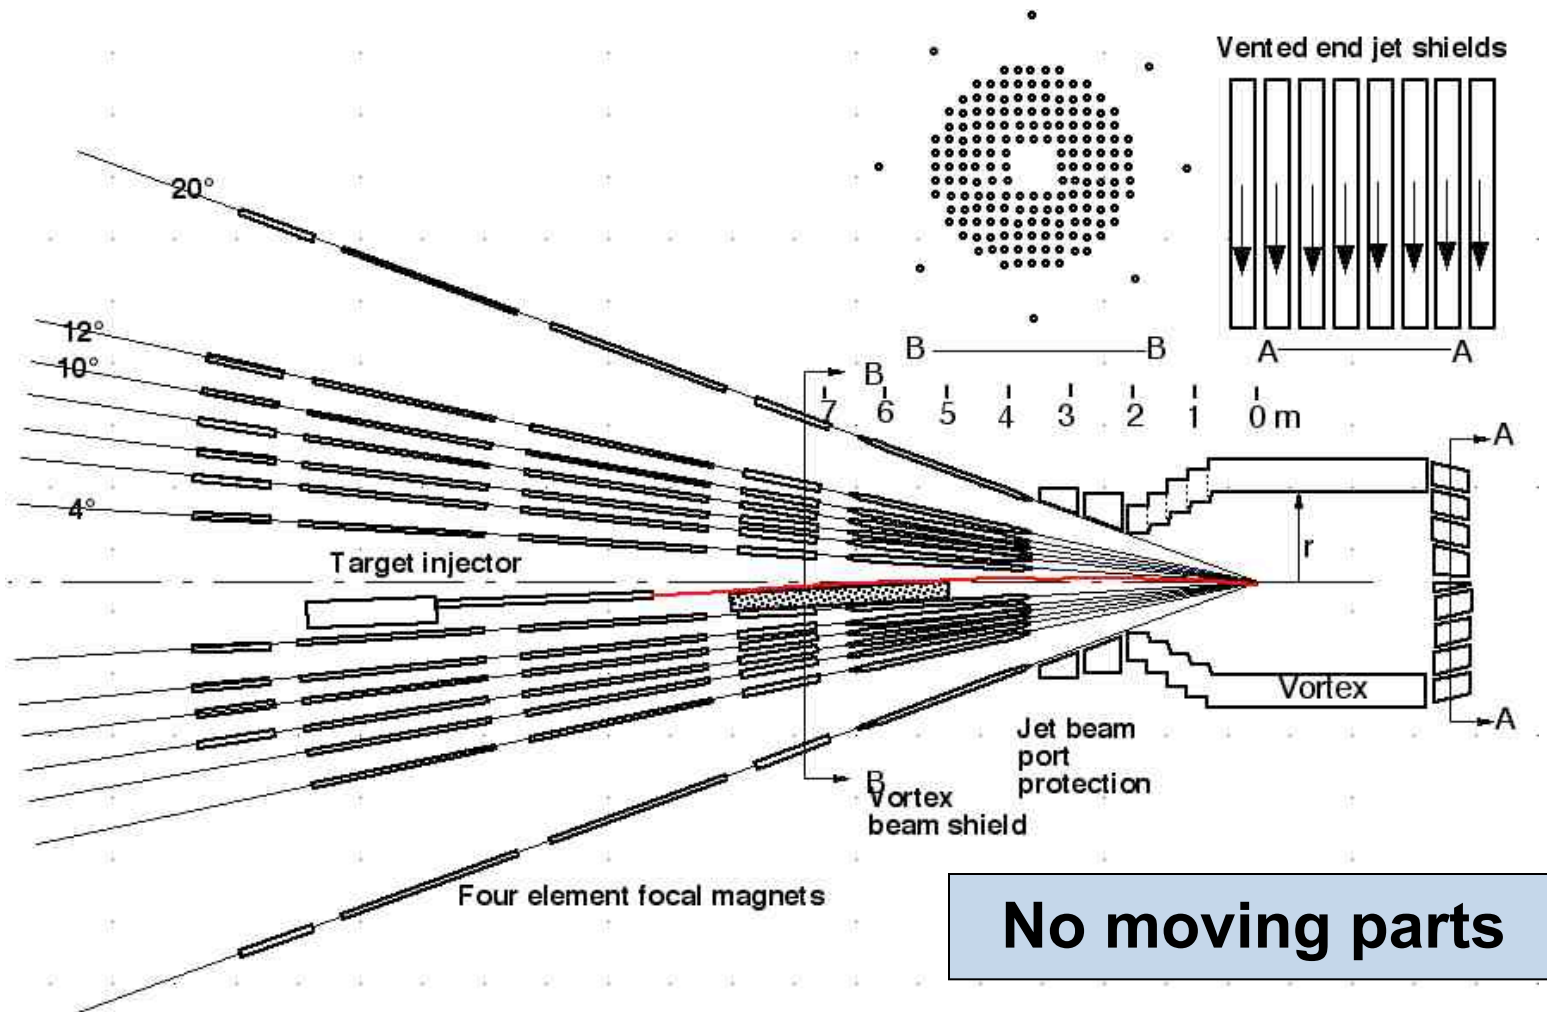 Vented end jet shields
20°
12°
10°
4°
B
B
A
A
B
7
6
5
4
3
2
1
0 m
A
Target injector
r
Vortex
A
Jet beam
port
protection
B
Vortex
beam shield
Four element focal magnets
No moving parts